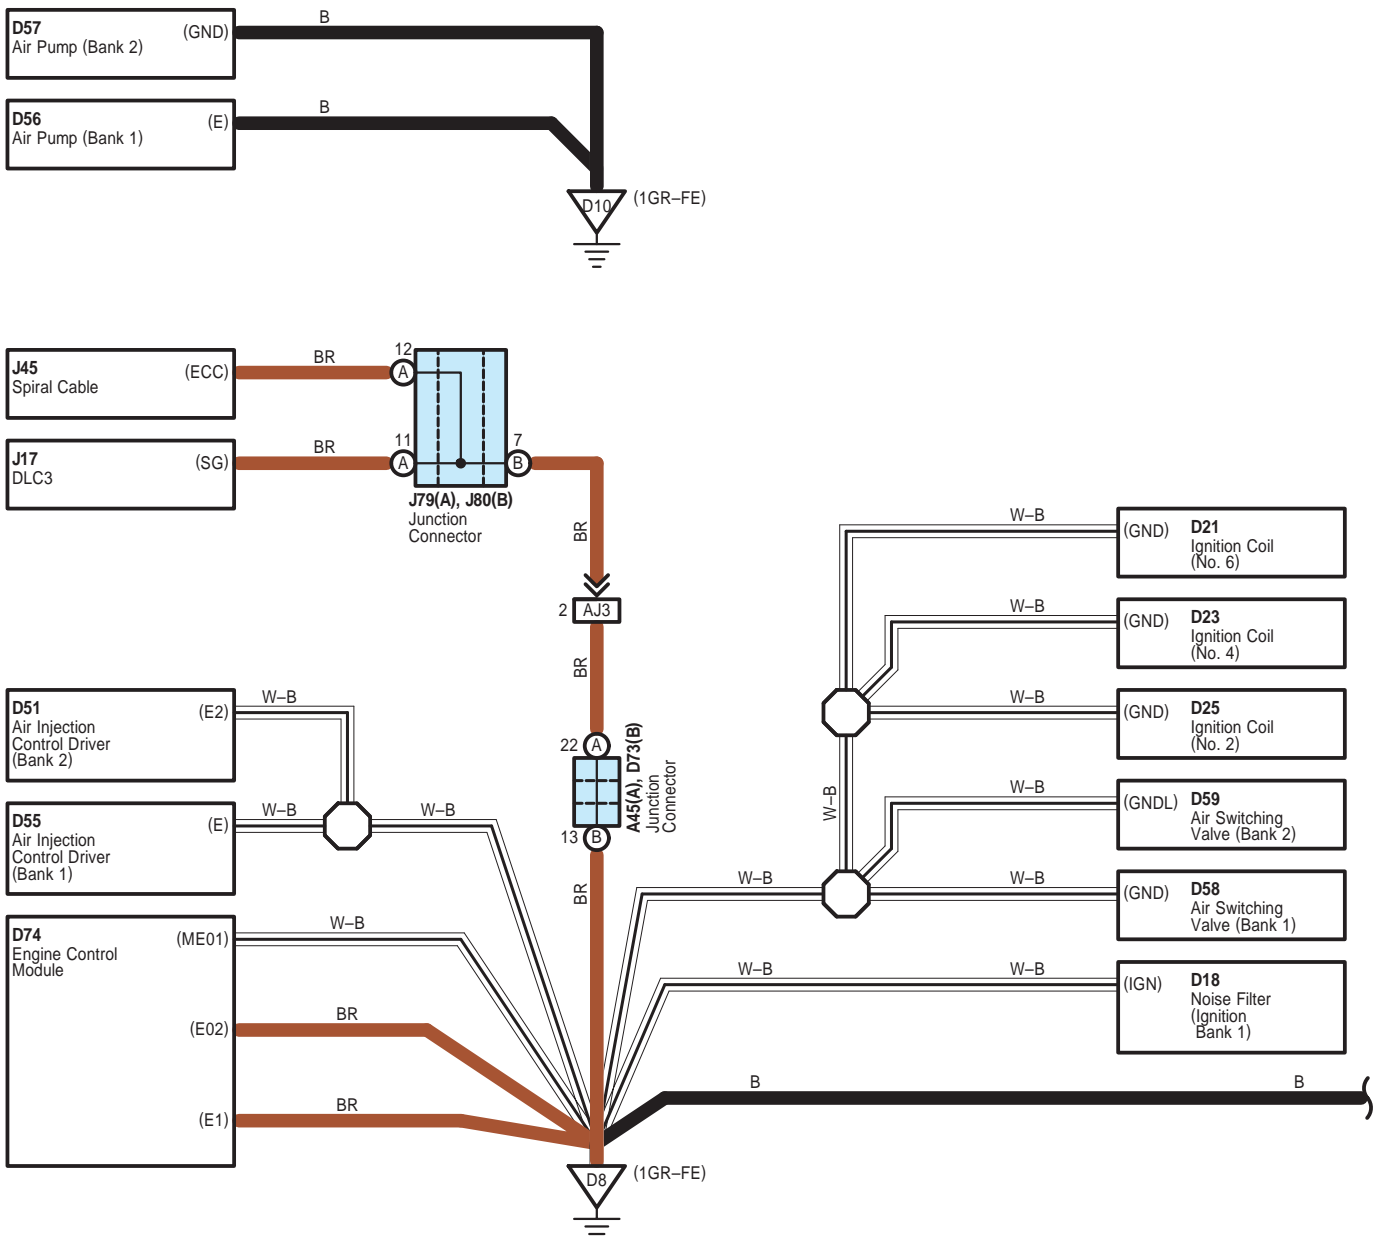 D57
Air Pump (Bank 2)
(GND)
B
D56
Air Pump (Bank 1)
(E)
B
D10
(1GR–FE)
J45
Spiral Cable
(ECC)
BR
12
A
J17
DLC3
(SG)
BR
11
A
7
B
J79(A), J80(B)
Junction
Connector
BR
2
AJ3
BR
22
A
A45(A), D73(B)
Junction
Connector
13
B
BR
D51
Air Injection
Control Driver
(Bank 2)
(E2)
W–B
D55
Air Injection
Control Driver
(Bank 1)
(E)
W–B
W–B
D74
Engine Control
Module
(ME01)
W–B
(E02)
BR
(E1)
BR
W–B
(GND)
D21
Ignition Coil
(No. 6)
W–B
(GND)
D23
Ignition Coil
(No. 4)
W–B
(GND)
D25
Ignition Coil
(No. 2)
W–B
W–B
(GNDL)
D59
Air Switching
Valve (Bank 2)
W–B
W–B
(GND)
D58
Air Switching
Valve (Bank 1)
W–B
W–B
(IGN)
D18
Noise Filter
(Ignition
Bank 1)
B
B
D8
(1GR–FE)